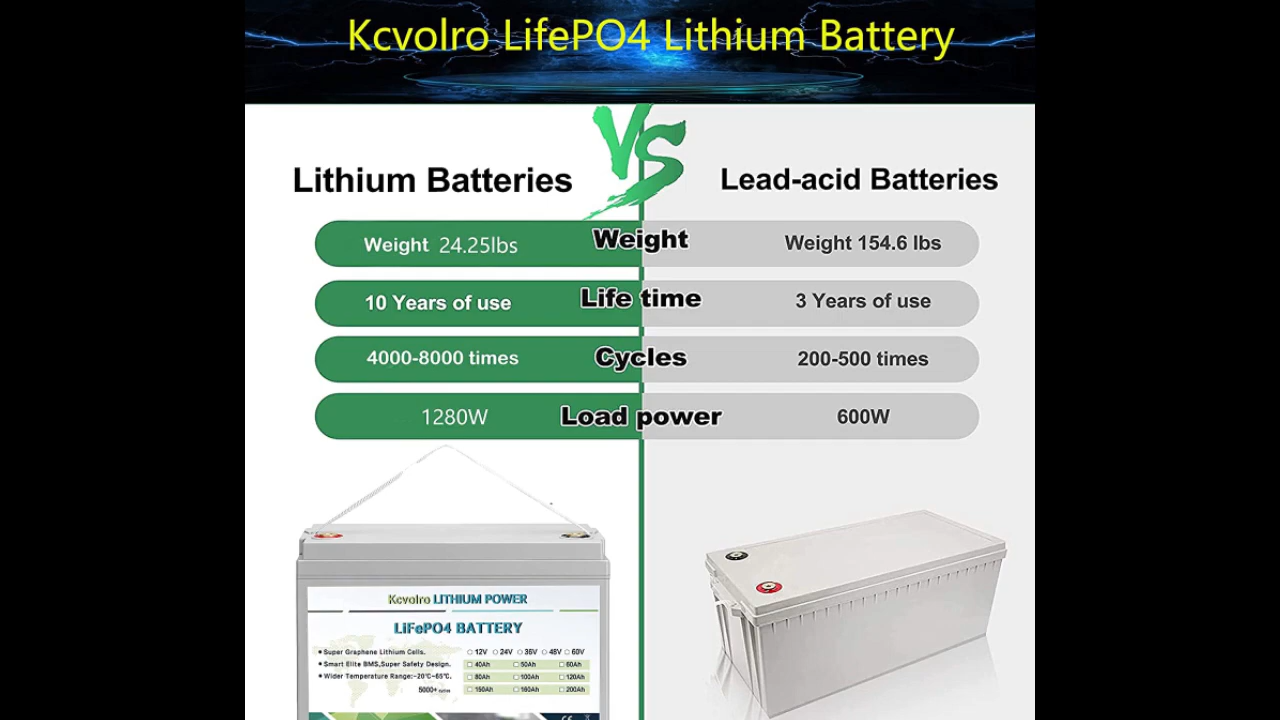 Kcvolro LifePO4 Lithium Battery
VS
Lithium Batteries
Lead-acid Batteries
Weight 24.25lbs
Weight
Weight 154.6 lbs
10 Years of use
Life time
3 Years of use
4000-8000 times
Cycles
200-500 times
1280W
Load power
600W
Kcvolro LITHIUM POWER
LiFePO4 BATTERY
Super Graphene Lithium Cells.
12V 24V 36V 48V 60V
Smart Elite BMS,Super Safety Design.
40Ah 50Ah 60Ah
Wider Temperature Range:-20℃~65℃.
80Ah 100Ah 120Ah
5000+
150Ah 160Ah 200Ah
CE